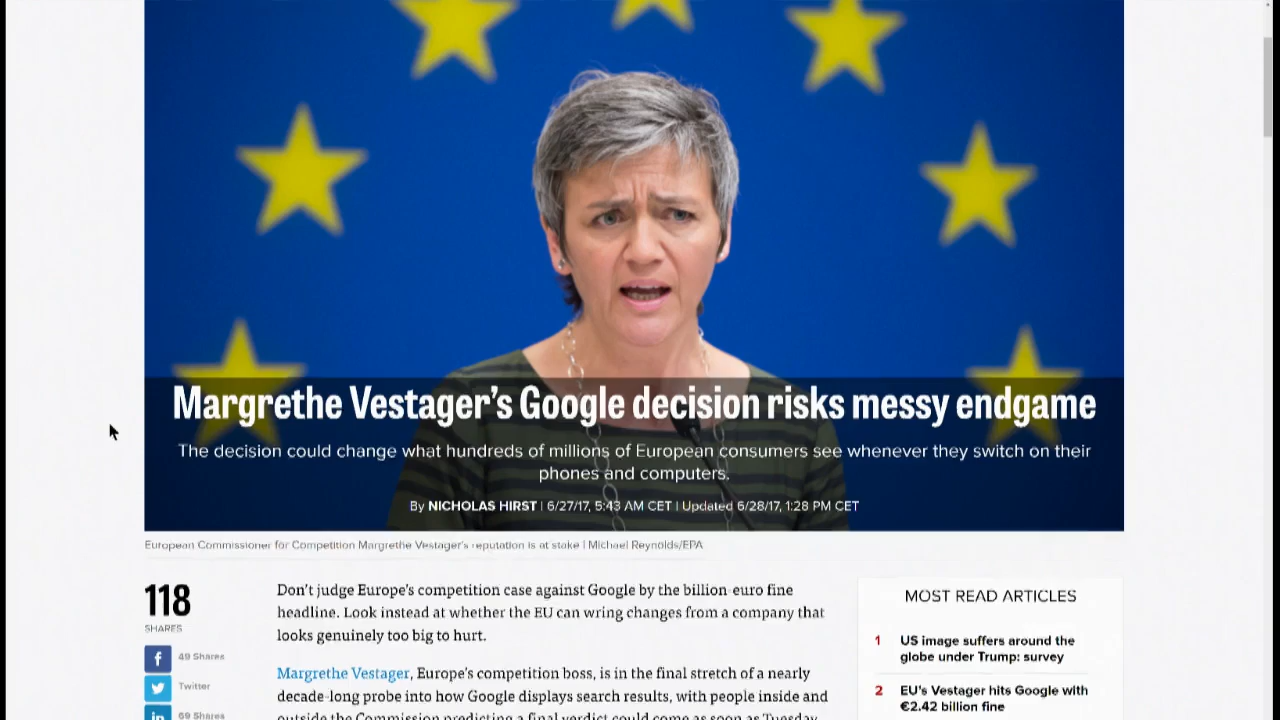 Margrethe Vestager's Google decision risks messy endgame
The decision could change what hundreds of millions of European consumers see whenever they switch on their
phones and computers.
By NICHOLAS HIRST | 6/27/17, 5:43 AM CET | Updated 6/28/17, 1:28 PM CET
European Commissioner for Competition Margrethe Vestager's reputation is at stake | Michael Reynolds/EPA
118
SHARES
49 Shares
Twitter
69 Shares
Don't judge Europe's competition case against Google by the billion-euro fine
headline. Look instead at whether the EU can wring changes from a company that
looks genuinely too big to hurt.
Margrethe Vestager, Europe's competition boss, is in the final stretch of a nearly
decade-long probe into how Google displays search results, with people inside and
outside the Commission predicting a final verdict could come as soon as Tuesday.
MOST READ ARTICLES
1 US image suffers around the
globe under Trump: survey
2 EU's Vestager hits Google with
€2.42 billion fine